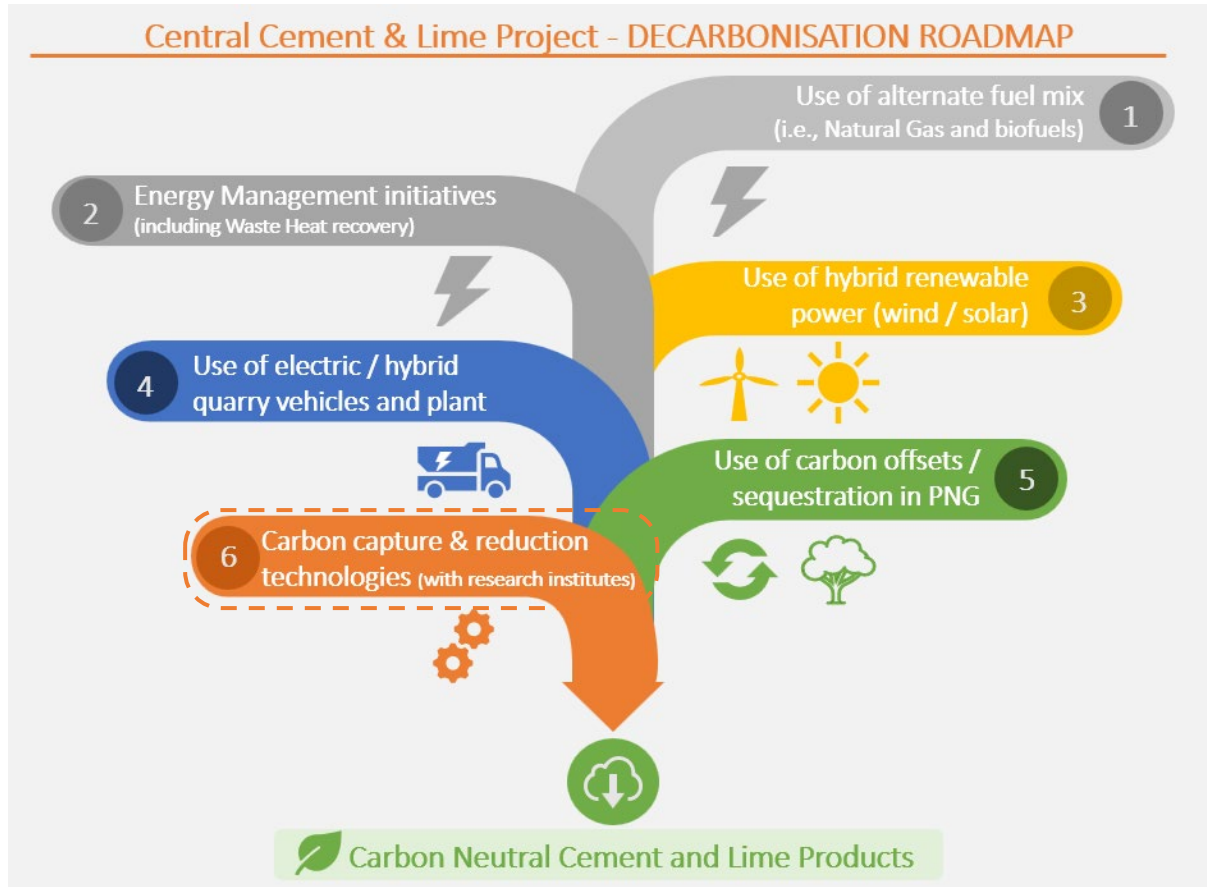 Central Cement & Lime Project - DECARBONISATION ROADMAP
Use of alternate fuel mix
(i.e., Natural Gas and biofuels)
1
2
Energy Management initiatives
(including Waste Heat recovery)
Use of hybrid renewable
power (wind / solar)
3
4
Use of electric / hybrid
quarry vehicles and plant
Use of carbon offsets /
sequestration in PNG
5
6
Carbon capture & reduction
technologies (with research institutes)
Carbon Neutral Cement and Lime Products